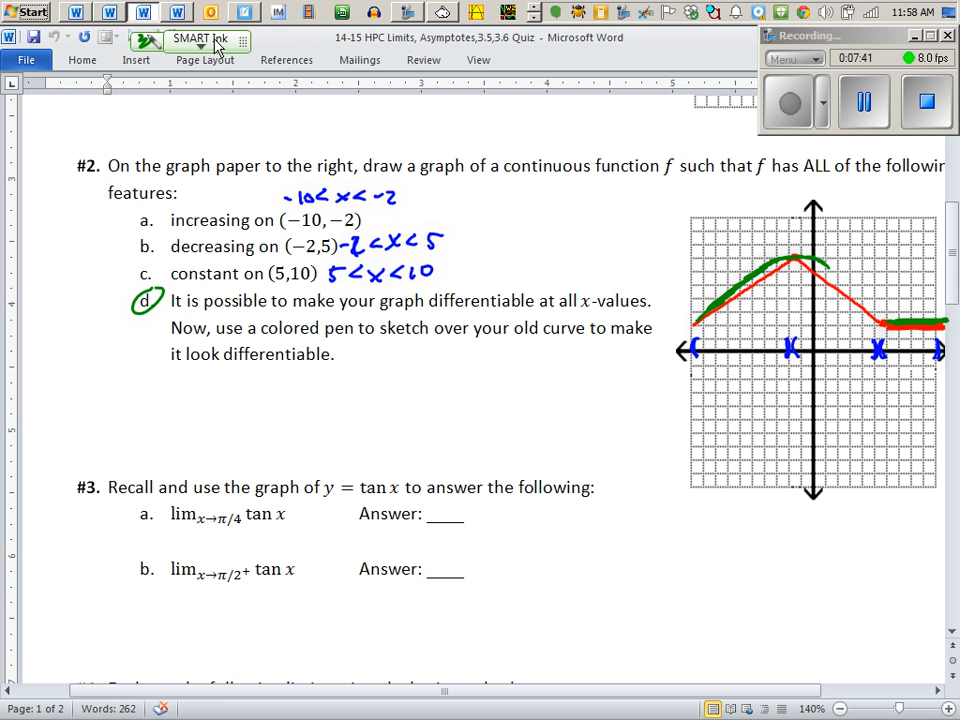 Start
11:58 AM
SMART Ink
14-15 HPC Limits, Asymptotes,3.5,3.6 Quiz - Microsoft Word
Recording...
File Home Insert Page Layout References Mailings Review View
Menu 0:07:41 8.0 fps
1 2 3 4 5
#2. On the graph paper to the right, draw a graph of a continuous function f such that f has ALL of the followin
features:
-10 < x < -2
a. increasing on (−10, −2)
b. decreasing on (−2,5) -2 < x < 5
c. constant on (5,10) 5 < x < 10
d. It is possible to make your graph differentiable at all x-values.
Now, use a colored pen to sketch over your old curve to make
it look differentiable.
#3. Recall and use the graph of y = tan x to answer the following:
a. lim x→π/4 tan x Answer: ____
b. lim x→π/2⁺ tan x Answer: ____
Page: 1 of 2 Words: 262 140%